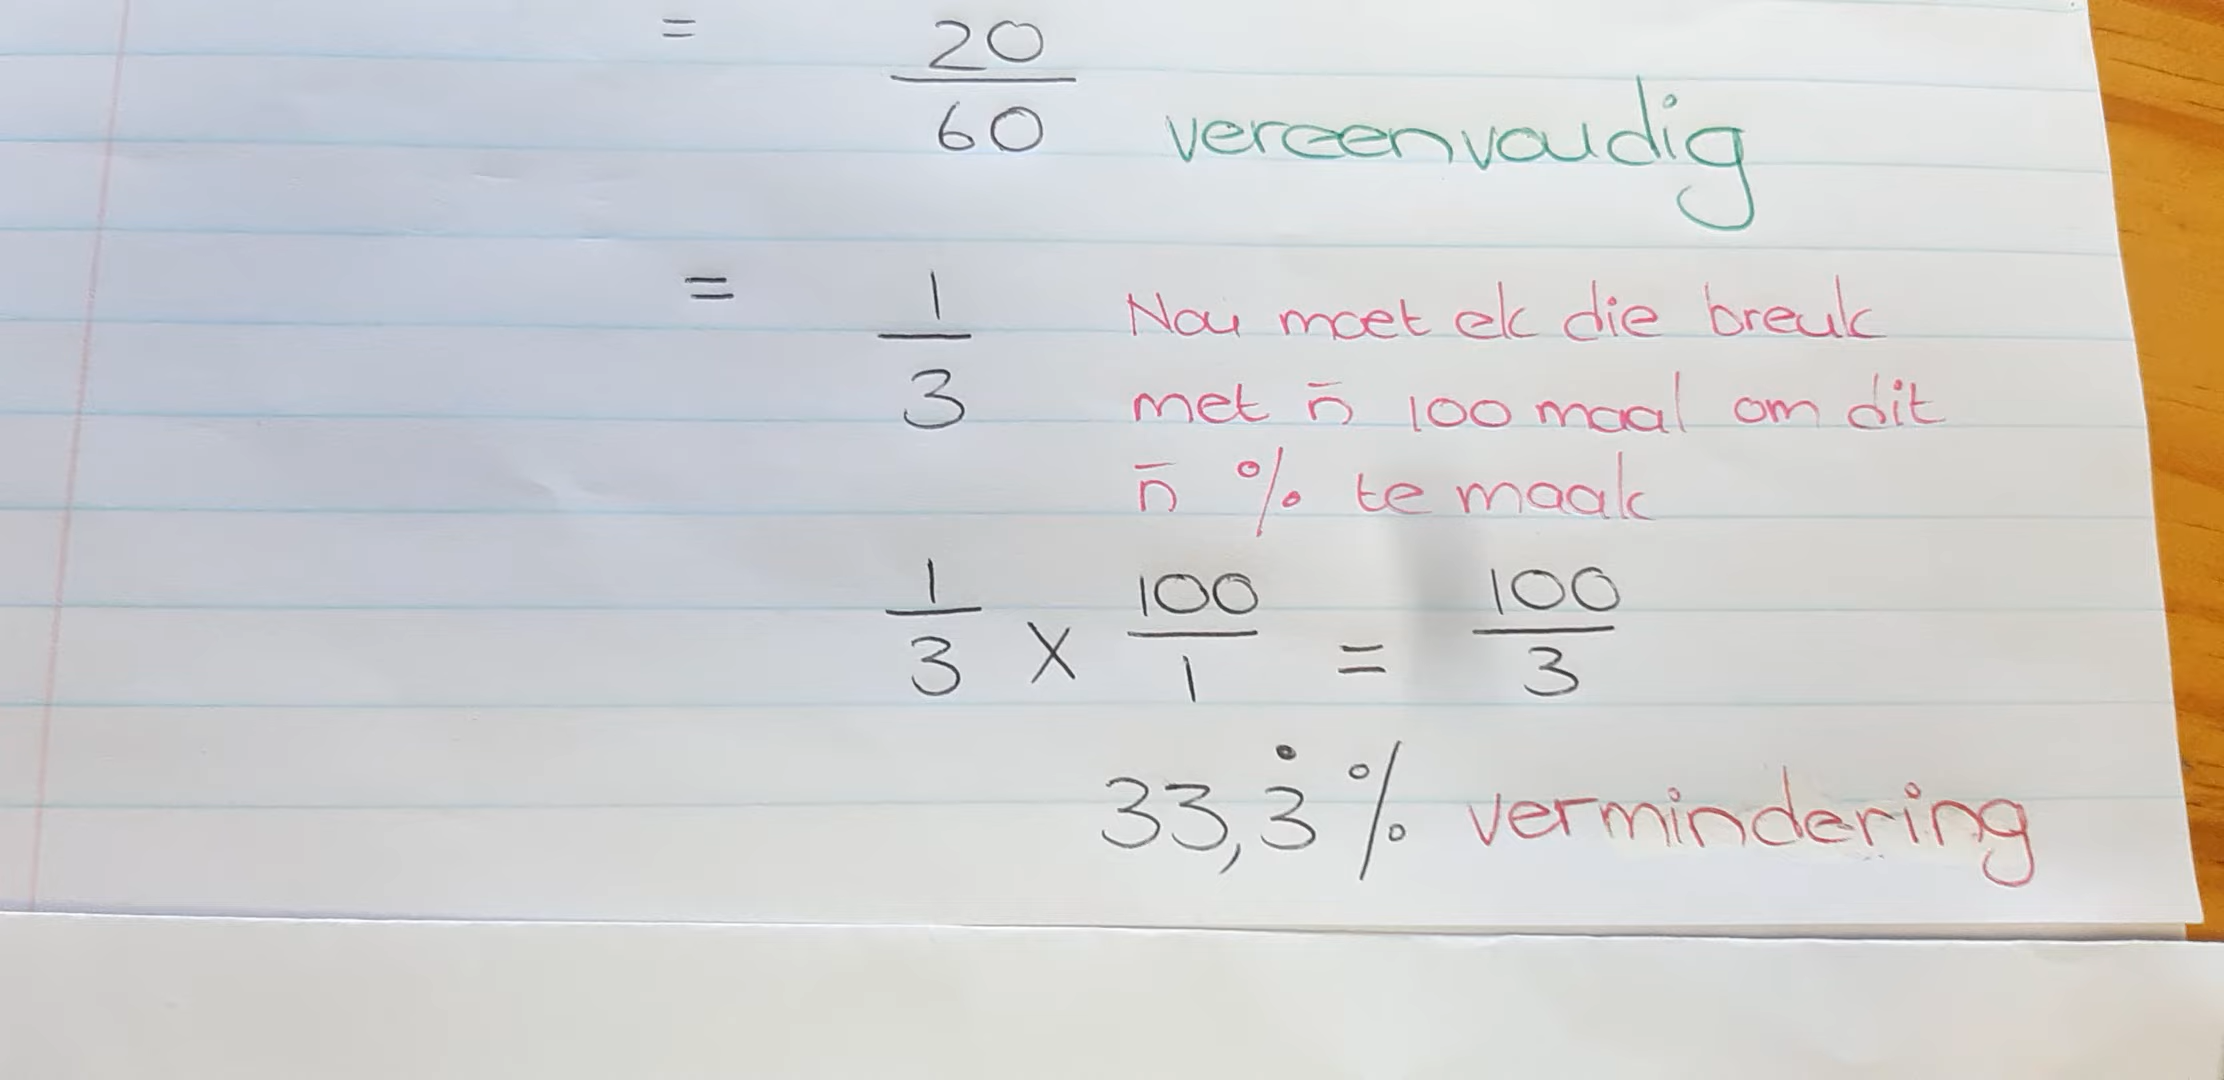 = 20/60 vereenvoudig
= 1/3 Nou moet ek die breuk
met n̄ 100 maal om dit
n̄ % te maak
1/3 × 100/1 = 100/3
33,3̇ % vermindering